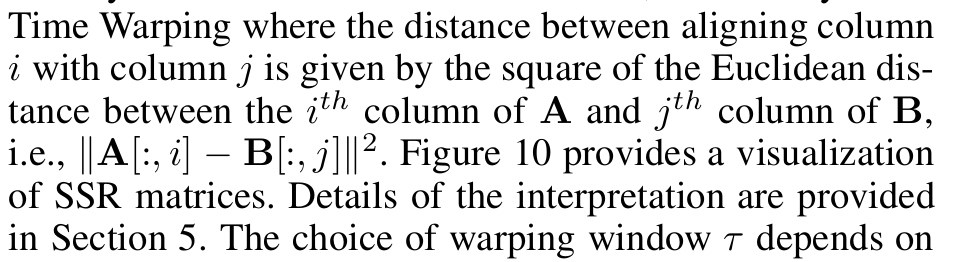 Time Warping where the distance between aligning column
i with column j is given by the square of the Euclidean dis-
tance between the i^{th} column of A and j^{th} column of B,
i.e., ‖A[:, i] − B[:, j]‖². Figure 10 provides a visualization
of SSR matrices. Details of the interpretation are provided
in Section 5. The choice of warping window τ depends on